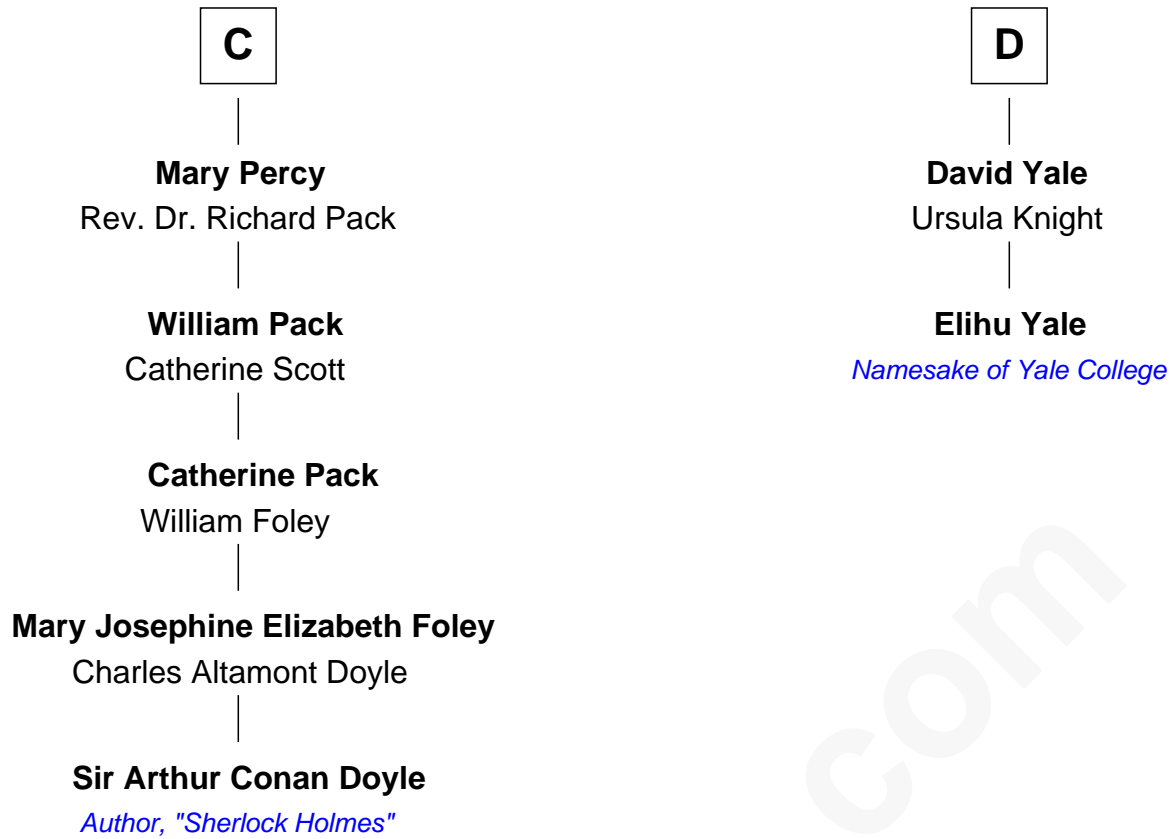 C
Mary Percy
Rev. Dr. Richard Pack
William Pack
Catherine Scott
Catherine Pack
William Foley
Mary Josephine Elizabeth Foley
Charles Altamont Doyle
Sir Arthur Conan Doyle
Author, "Sherlock Holmes"
D
David Yale
Ursula Knight
Elihu Yale
Namesake of Yale College
com